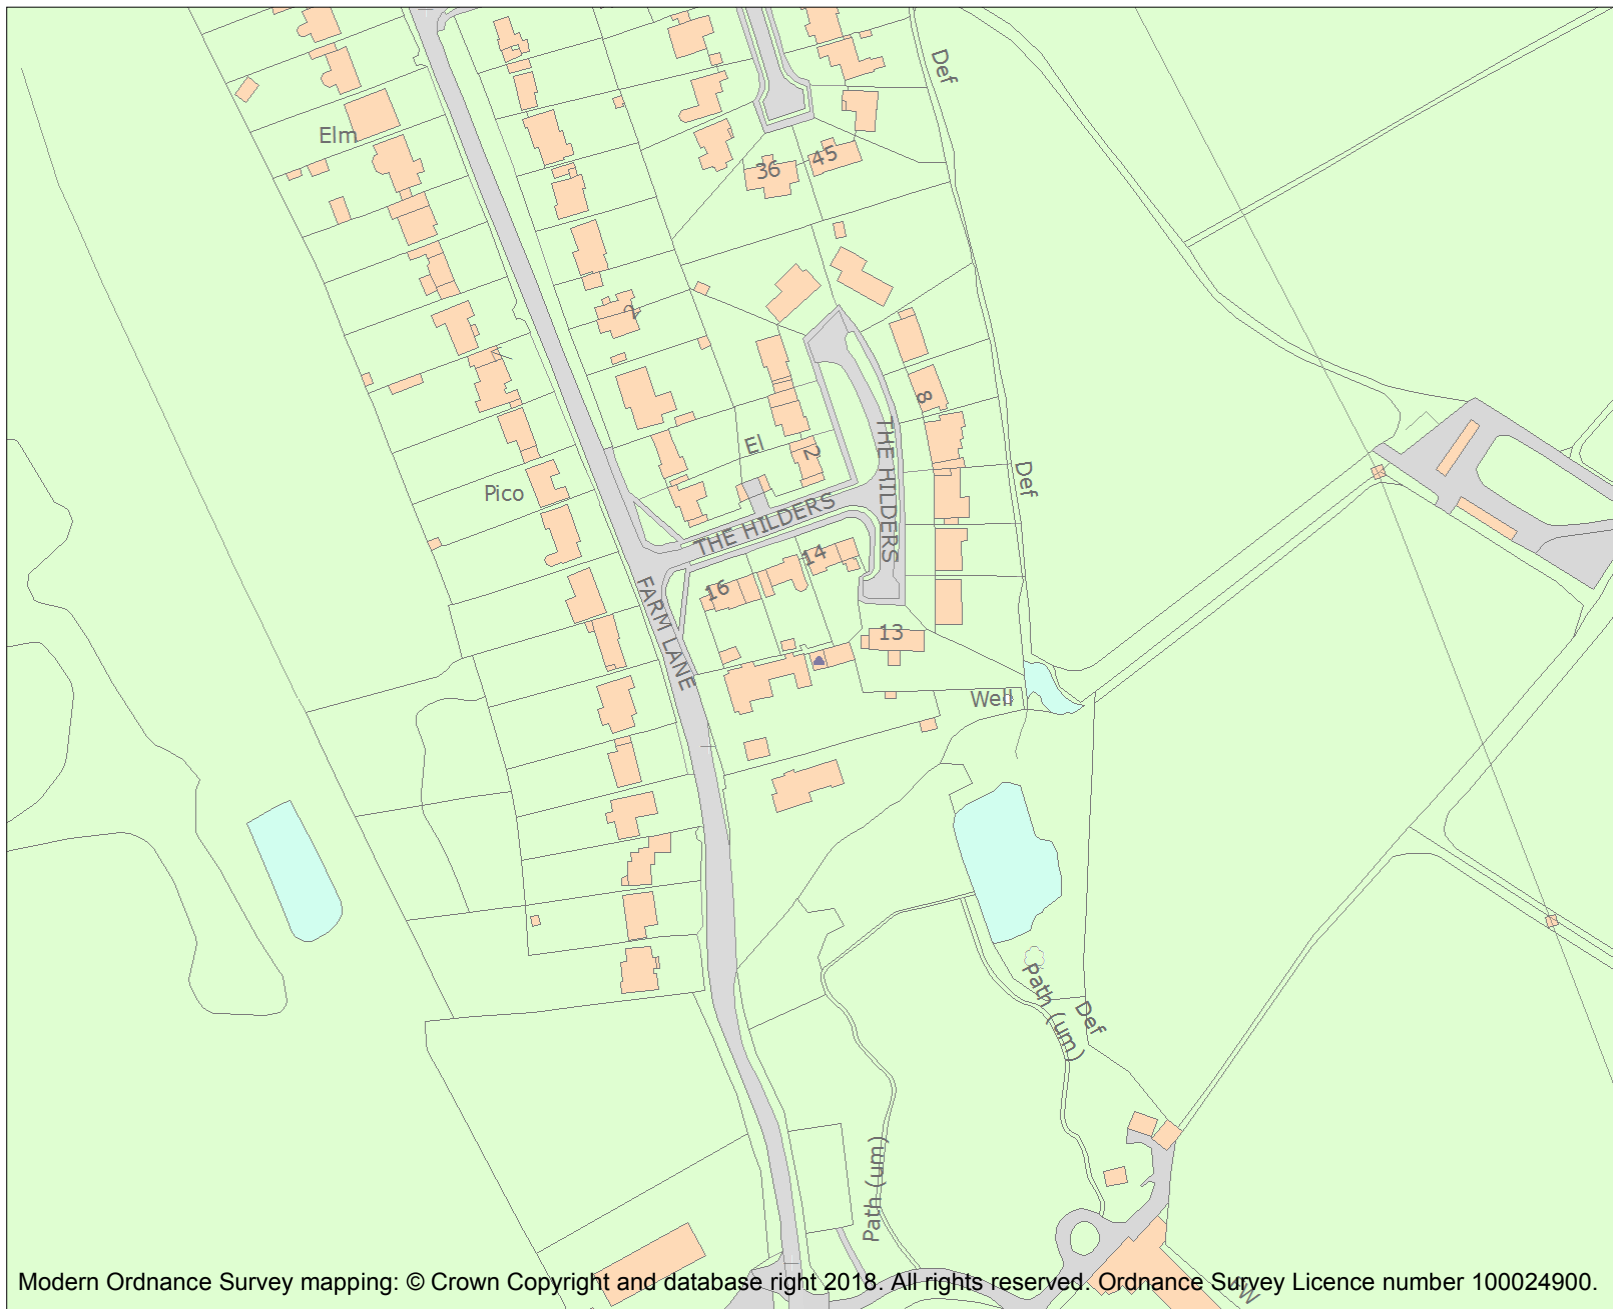 Def
Elm
36
45
2
7
8
El
2
THE HILDERS
Def
Pico
THE HILDERS
14
16
FARM LANE
13
Well
Path (um)
Def
Path (um)
Modern Ordnance Survey mapping: © Crown Copyright and database right 2018. All rights reserved. Ordnance Survey Licence number 100024900.